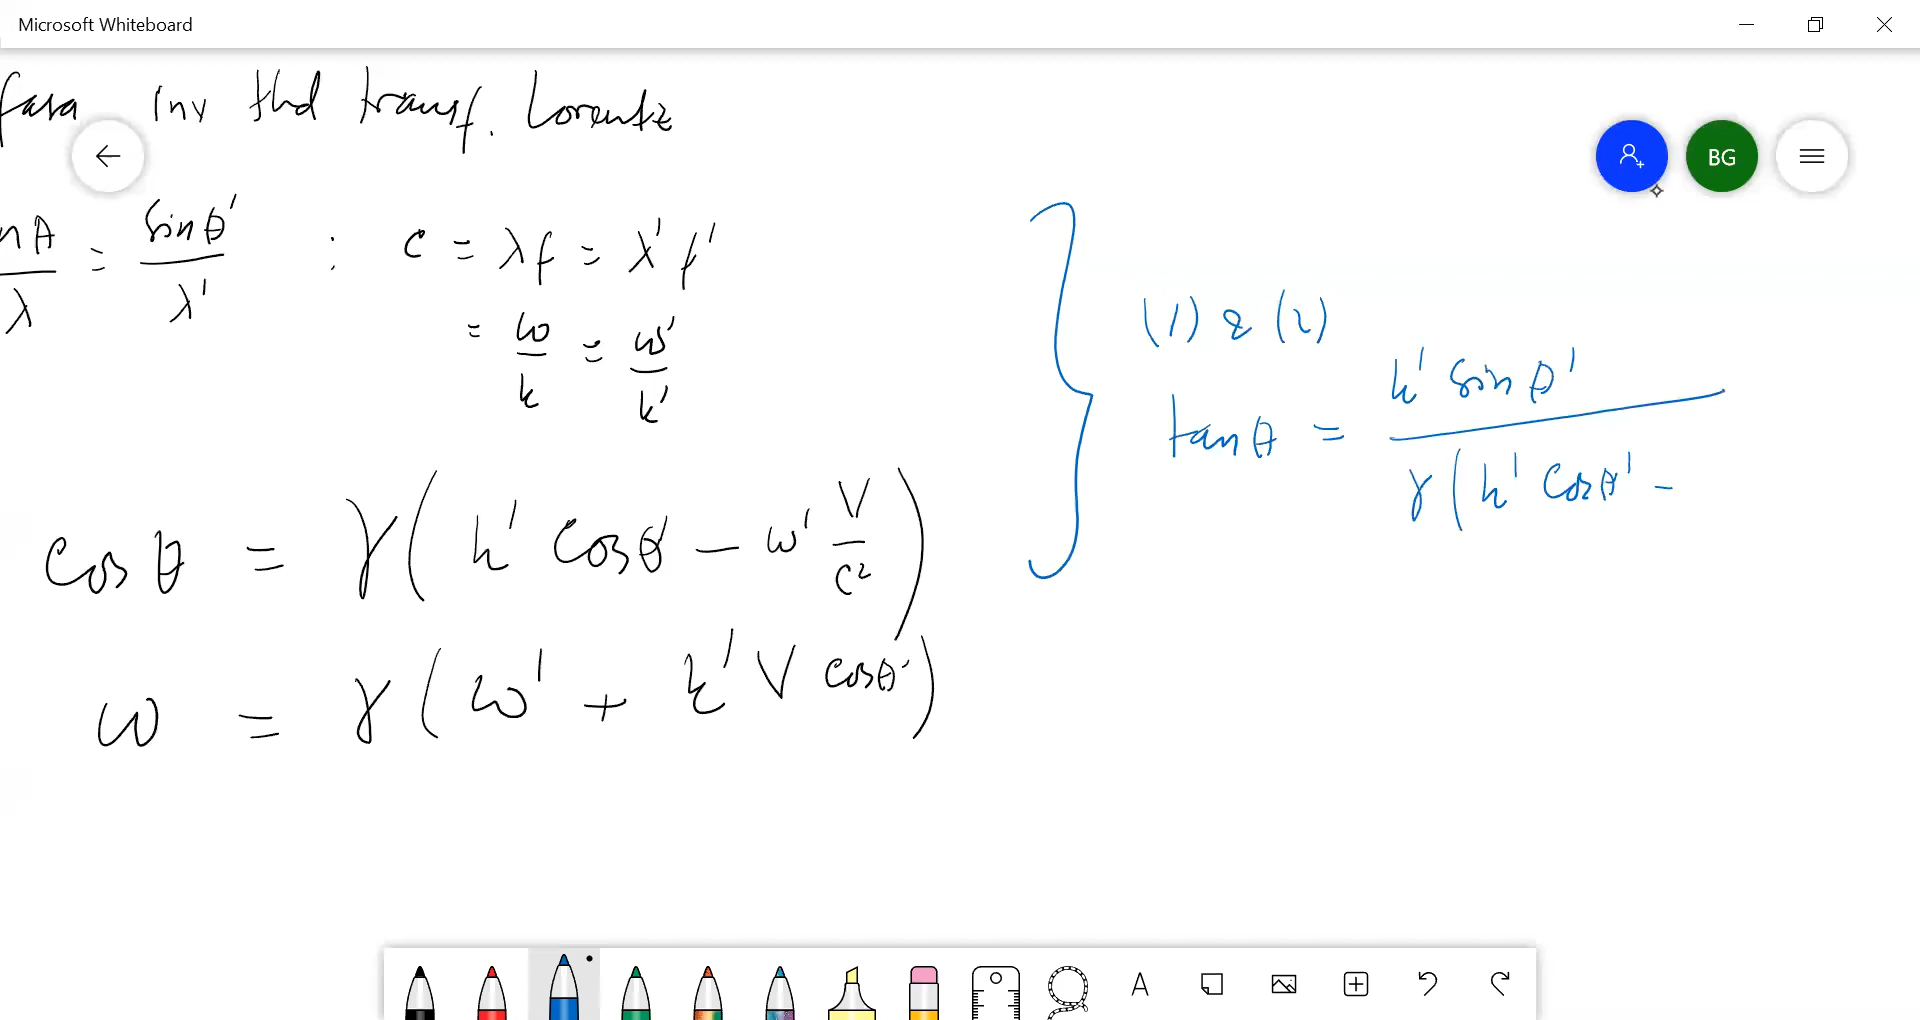 Microsoft Whiteboard
fasa inv thd transf. Lorentz
BG
n θ / λ = sin θ' / λ' : c = λf = λ'f'
= ω / k = ω' / k'
(1) & (2)
tan θ = k' sin θ' / γ(k' cos θ' –
cos θ = γ(k' cos θ' – ω' V / c²)
ω = γ(ω' + k' V cos θ')
A